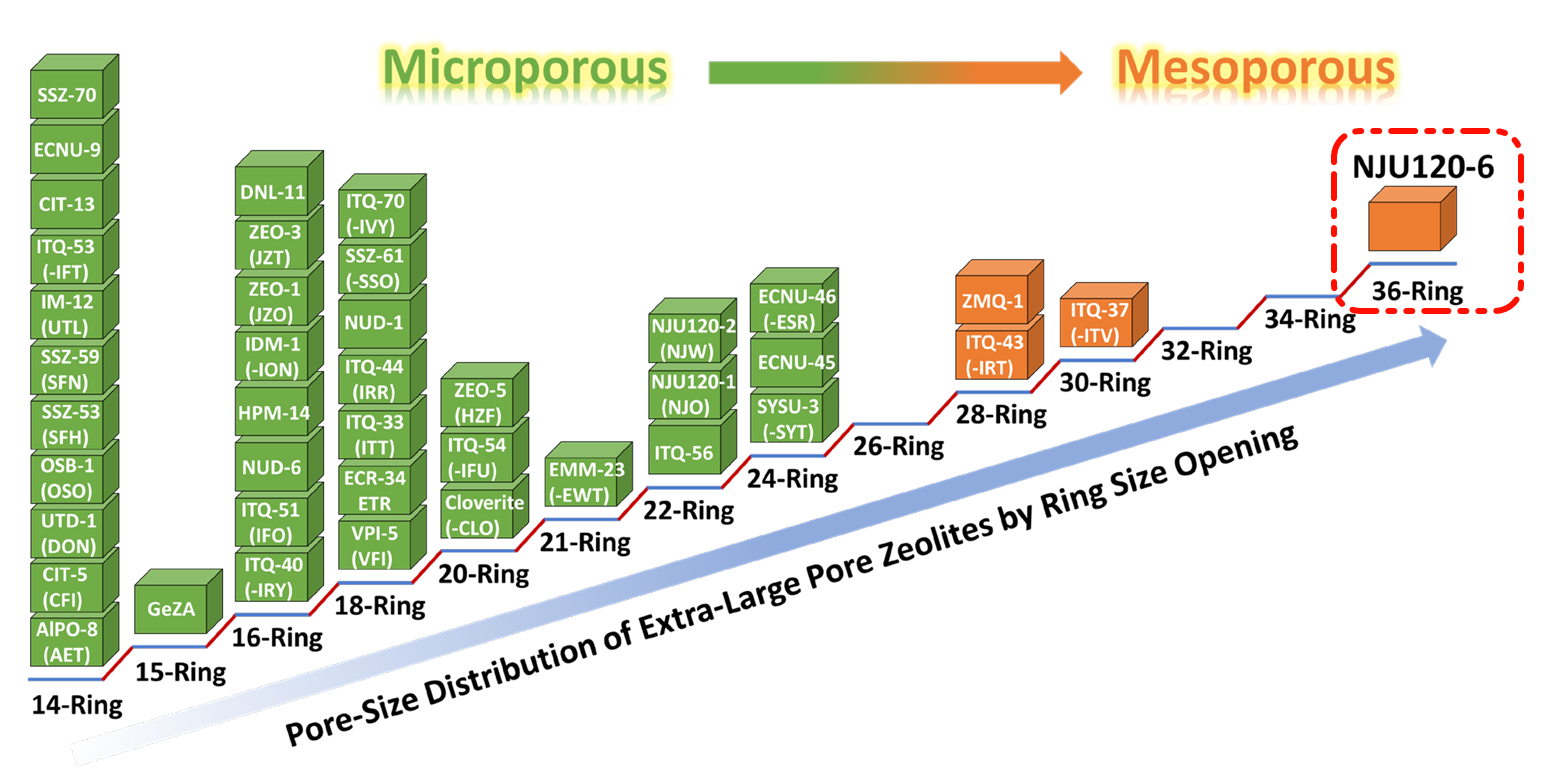 Microporous
Mesoporous
SSZ-70
ECNU-9
CIT-13
ITQ-53
(-IFT)
IM-12
(UTL)
SSZ-59
(SFN)
SSZ-53
(SFH)
OSB-1
(OSO)
UTD-1
(DON)
CIT-5
(CFI)
AlPO-8
(AET)
14-Ring
GeZA
15-Ring
DNL-11
ZEO-3
(JZT)
ZEO-1
(JZO)
IDM-1
(-ION)
HPM-14
NUD-6
ITQ-51
(IFO)
ITQ-40
(-IRY)
16-Ring
ITQ-70
(-IVY)
SSZ-61
(-SSO)
NUD-1
ITQ-44
(IRR)
ITQ-33
(ITT)
ECR-34
ETR
VPI-5
(VFI)
18-Ring
ZEO-5
(HZF)
ITQ-54
(-IFU)
Cloverite
(-CLO)
20-Ring
EMM-23
(-EWT)
21-Ring
NJU120-2
(NJW)
NJU120-1
(NJO)
ITQ-56
22-Ring
ECNU-46
(-ESR)
ECNU-45
SYSU-3
(-SYT)
24-Ring
26-Ring
ZMQ-1
ITQ-43
(-IRT)
28-Ring
ITQ-37
(-ITV)
30-Ring
32-Ring
34-Ring
NJU120-6
36-Ring
Pore-Size Distribution of Extra-Large Pore Zeolites by Ring Size Opening